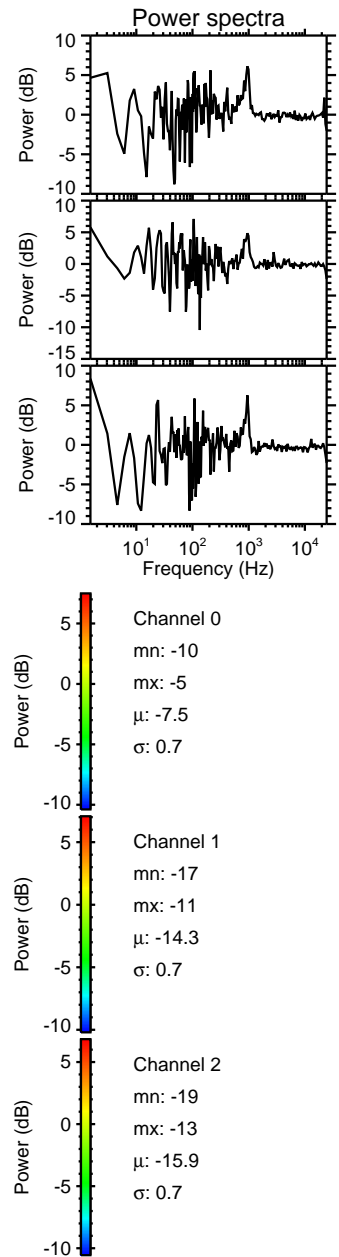 Power spectra
10
5
0
-5
-10
Power (dB)
10
5
0
-5
-10
-15
Power (dB)
10
5
0
-5
-10
Power (dB)
10¹ 10² 10³ 10⁴
Frequency (Hz)
5
0
-5
-10
Power (dB)
Channel 0
mn: -10
mx: -5
μ: -7.5
σ: 0.7
5
0
-5
-10
Power (dB)
Channel 1
mn: -17
mx: -11
μ: -14.3
σ: 0.7
5
0
-5
-10
Power (dB)
Channel 2
mn: -19
mx: -13
μ: -15.9
σ: 0.7